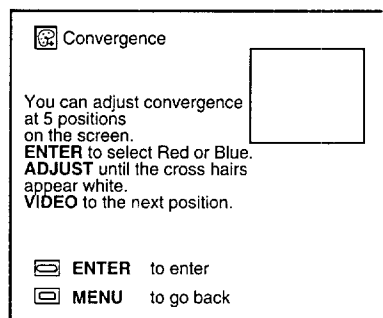 Convergence
You can adjust convergence
at 5 positions
on the screen.
ENTER to select Red or Blue.
ADJUST until the cross hairs
appear white.
VIDEO to the next position.
ENTER to enter
MENU to go back